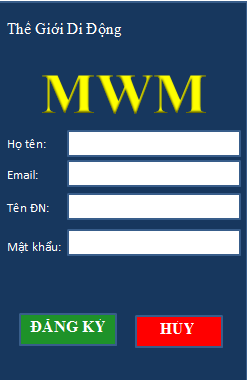 Thế Giới Di Động
MWM
Họ tên:
Email:
Tên ĐN:
Mật khẩu:
ĐĂNG KÝ HỦY